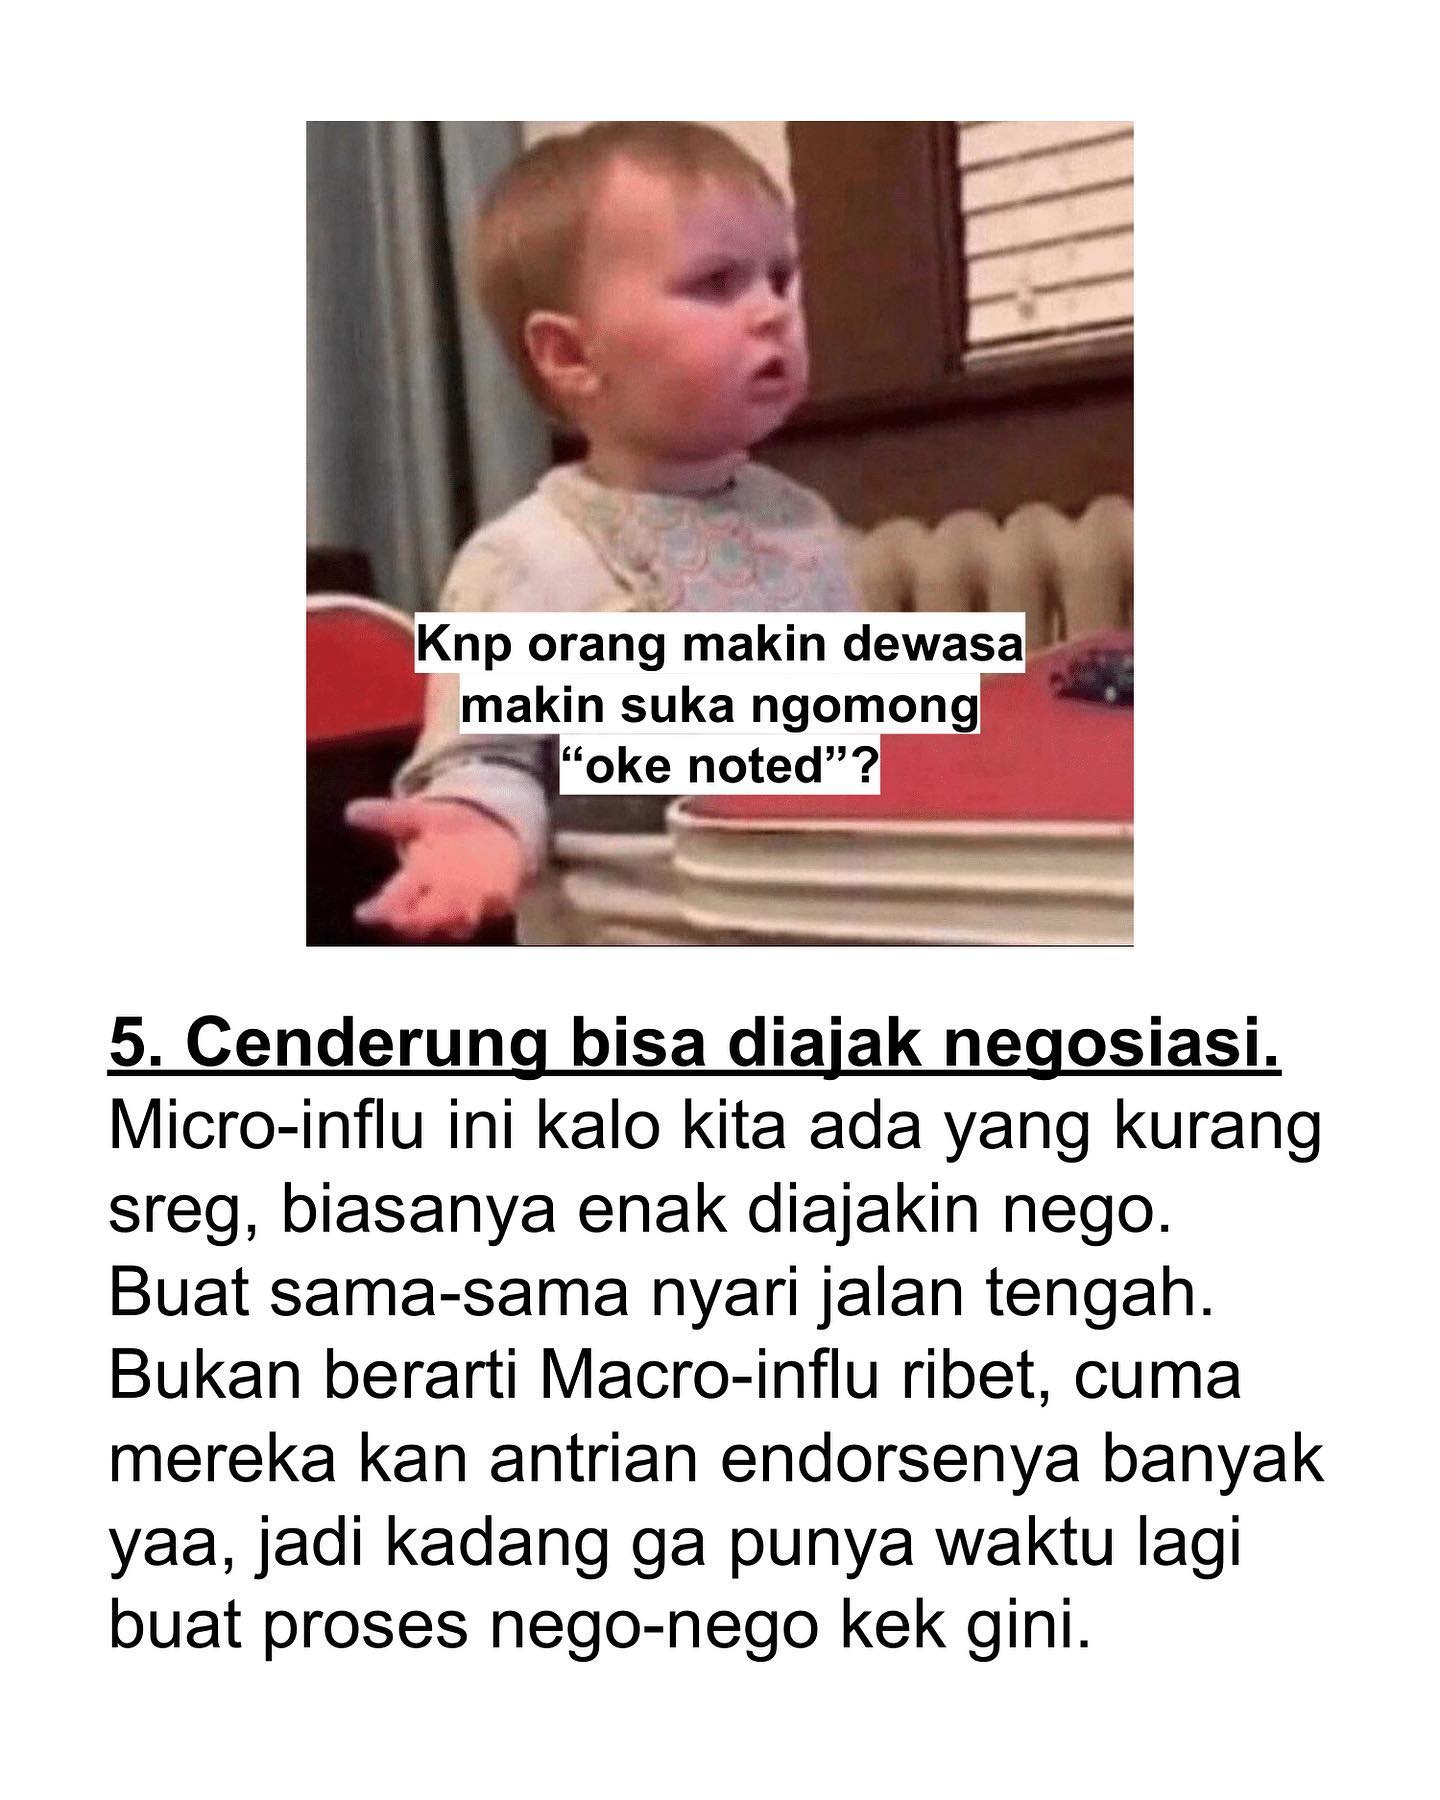 Knp orang makin dewasa
makin suka ngomong
“oke noted”?
5. Cenderung bisa diajak negosiasi.
Micro-influ ini kalo kita ada yang kurang
sreg, biasanya enak diajakin nego.
Buat sama-sama nyari jalan tengah.
Bukan berarti Macro-influ ribet, cuma
mereka kan antrian endorsenya banyak
yaa, jadi kadang ga punya waktu lagi
buat proses nego-nego kek gini.